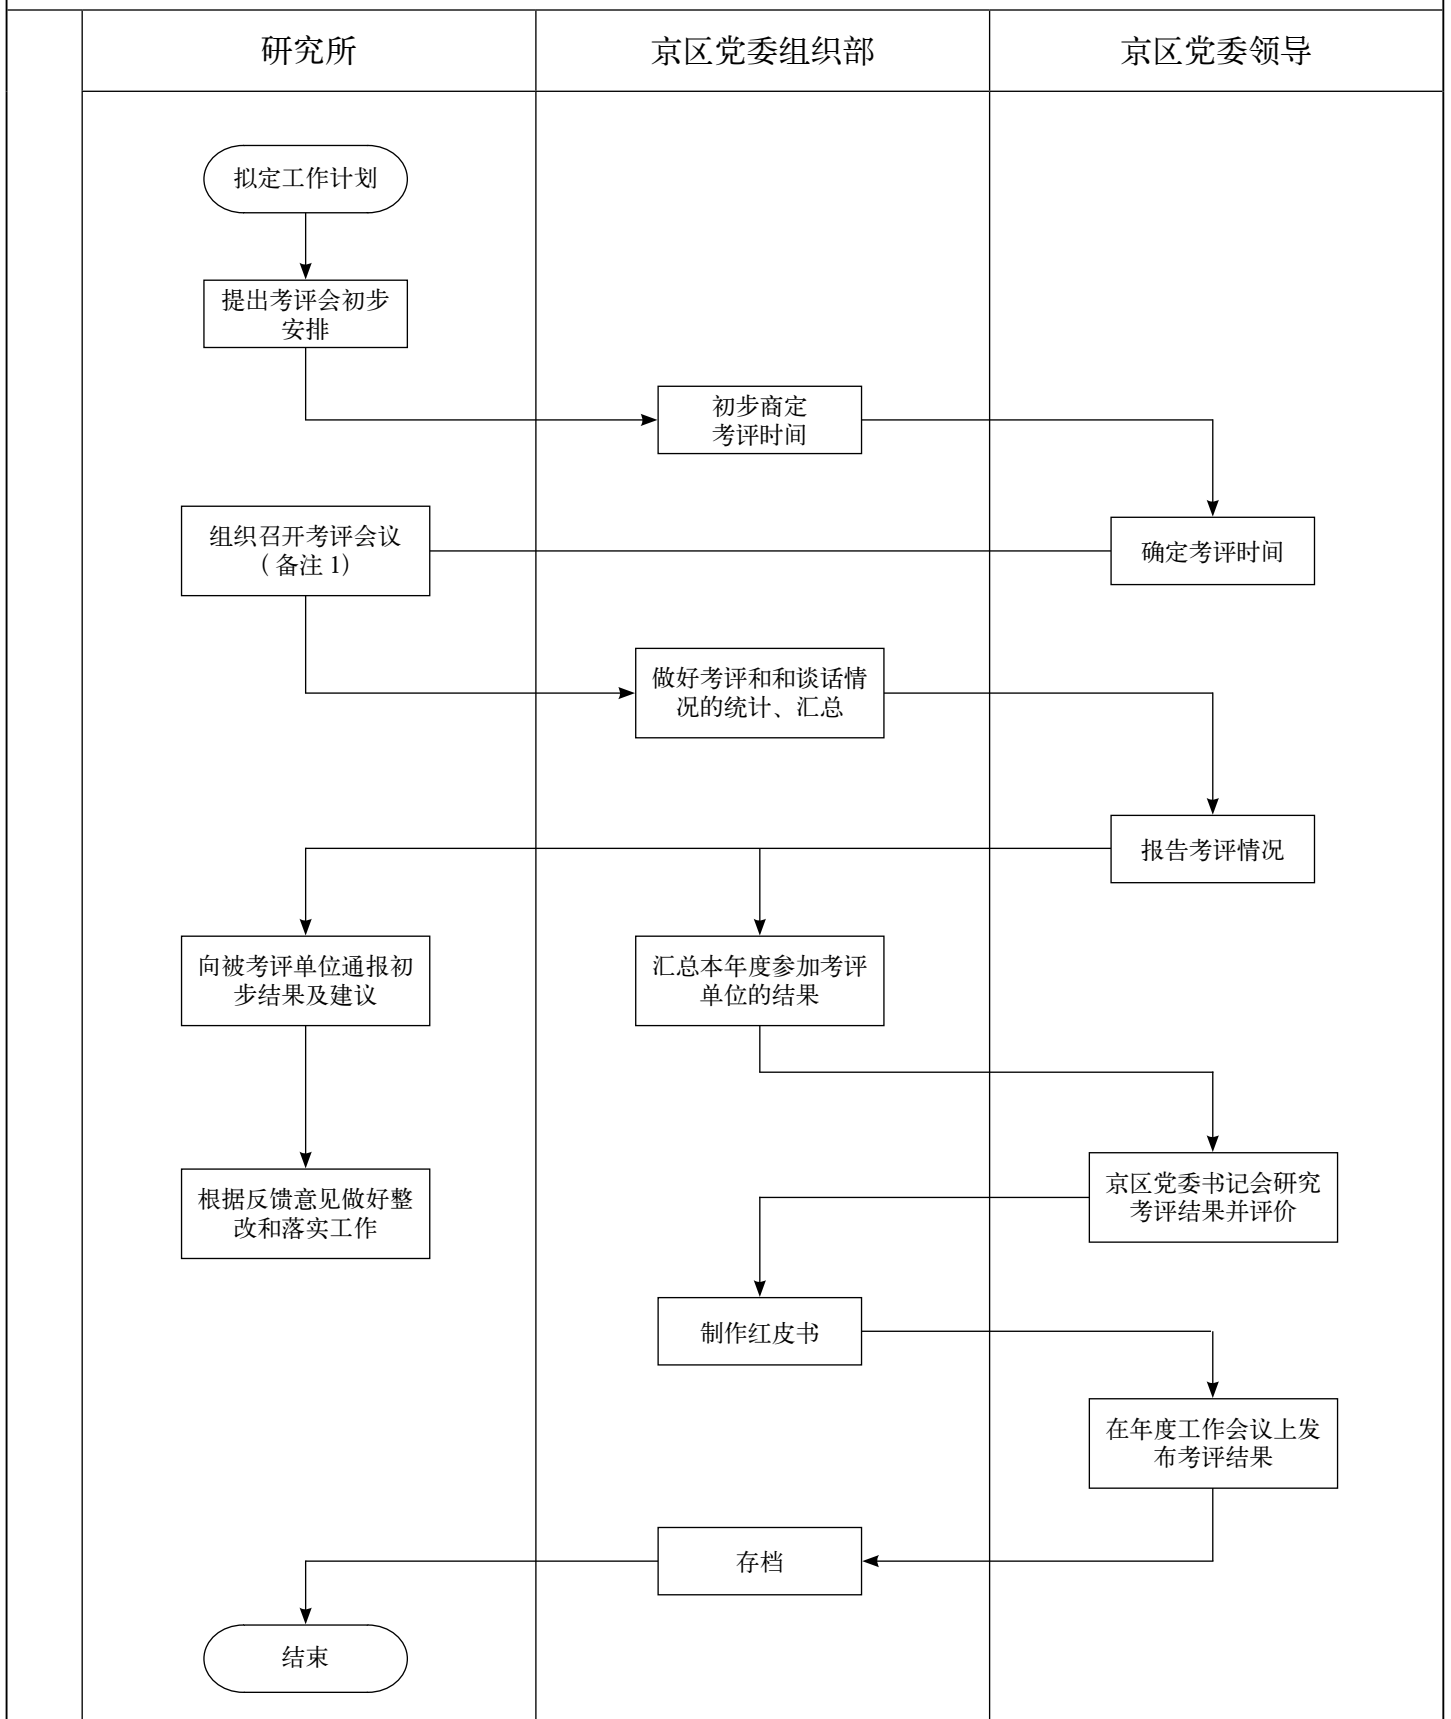 研究所
京区党委组织部
京区党委领导
拟定工作计划
提出考评会初步
安排
初步商定
考评时间
组织召开考评会议
（备注 1）
确定考评时间
做好考评和和谈话情
况的统计、汇总
报告考评情况
向被考评单位通报初
步结果及建议
汇总本年度参加考评
单位的结果
京区党委书记会研究
考评结果并评价
根据反馈意见做好整
改和落实工作
制作红皮书
在年度工作会议上发
布考评结果
存档
结束